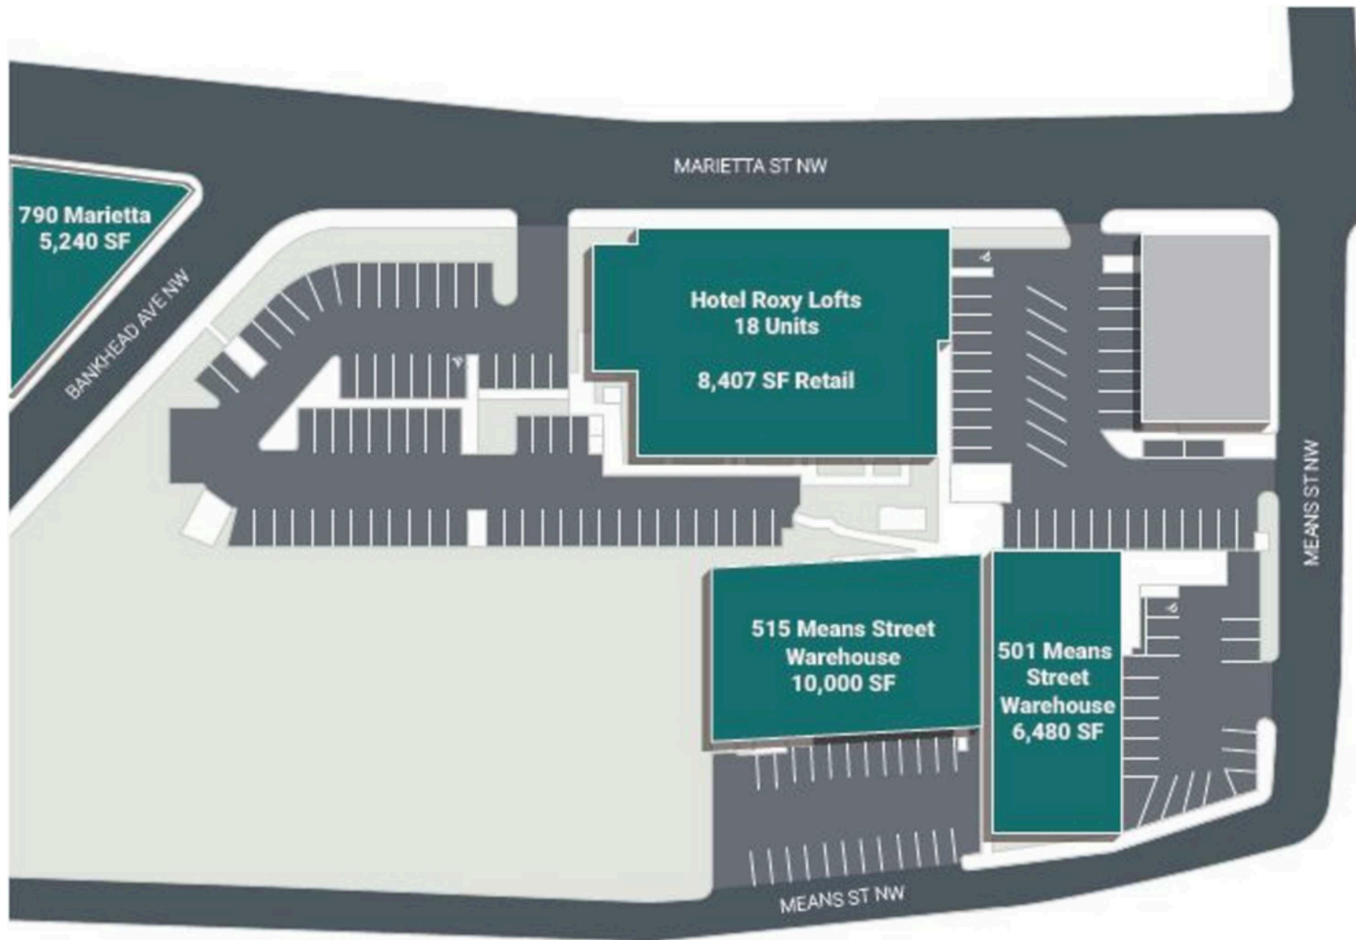 MARIETTA ST NW
790 Marietta
5,240 SF
BANKHEAD AVE NW
Hotel Roxy Lofts
18 Units
8,407 SF Retail
MEANS ST NW
515 Means Street
Warehouse
10,000 SF
501 Means
Street
Warehouse
6,480 SF
MEANS ST NW